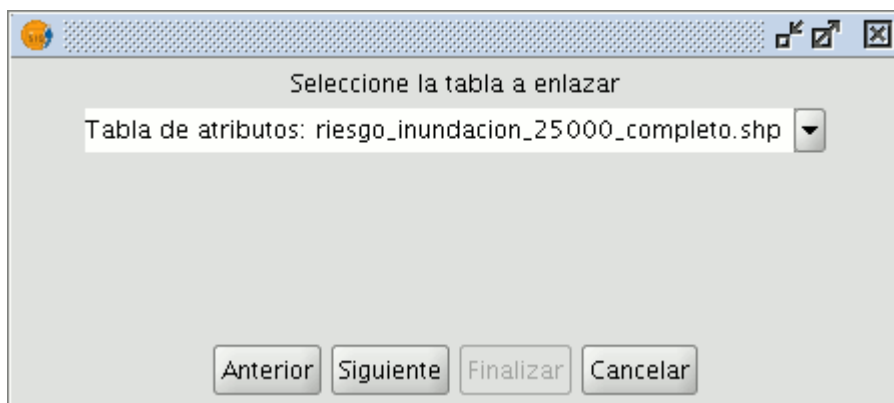 Seleccione la tabla a enlazar
Tabla de atributos: riesgo_inundacion_25000_completo.shp
Anterior Siguiente Finalizar Cancelar